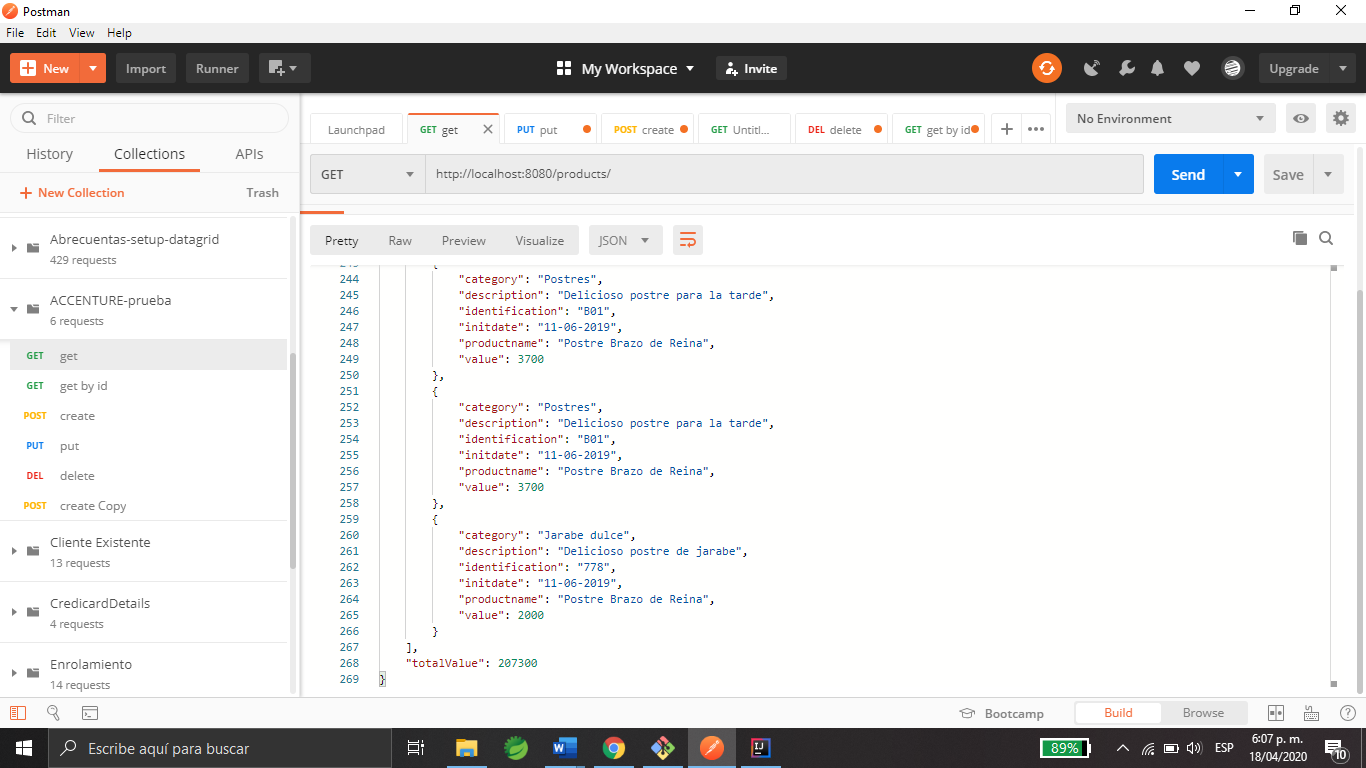 Postman
File Edit View Help
New Import Runner My Workspace Invite Upgrade
Filter
History Collections APIs
New Collection Trash
Abrecuentas-setup-datagrid
429 requests
ACCENTURE-prueba
6 requests
GET get
GET get by id
POST create
PUT put
DEL delete
POST create Copy
Cliente Existente
13 requests
CredicardDetails
4 requests
Enrolamiento
14 requests
Launchpad GET get PUT put POST create GET Untitl... DEL delete GET get by id No Environment
GET http://localhost:8080/products/ Send Save
Pretty Raw Preview Visualize JSON
244 "category": "Postres",
245 "description": "Delicioso postre para la tarde",
246 "identification": "B01",
247 "initdate": "11-06-2019",
248 "productname": "Postre Brazo de Reina",
249 "value": 3700
250 },
251 {
252 "category": "Postres",
253 "description": "Delicioso postre para la tarde",
254 "identification": "B01",
255 "initdate": "11-06-2019",
256 "productname": "Postre Brazo de Reina",
257 "value": 3700
258 },
259 {
260 "category": "Jarabe dulce",
261 "description": "Delicioso postre de jarabe",
262 "identification": "778",
263 "initdate": "11-06-2019",
264 "productname": "Postre Brazo de Reina",
265 "value": 2000
266 }
267 ],
268 "totalValue": 207300
269 }
Bootcamp Build Browse
Escribe aquí para buscar
89% ESP 6:07 p. m.
18/04/2020 10